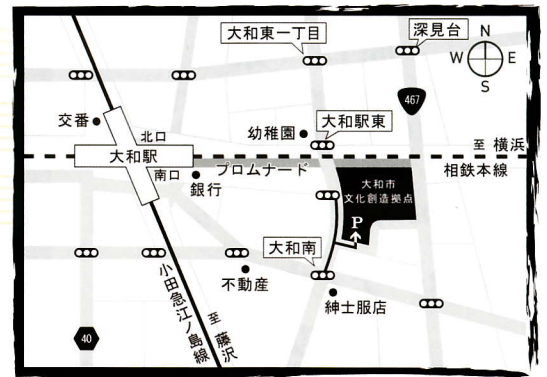 大和東一丁目
深見台
N
W E
S
467
交番
北口
幼稚園
大和駅東
至 横浜
大和駅
プロムナード
相鉄本線
南口
銀行
大和市
文化創造拠点
P
大和南
不動産
紳士服店
小田急江ノ島線
至 藤沢
40